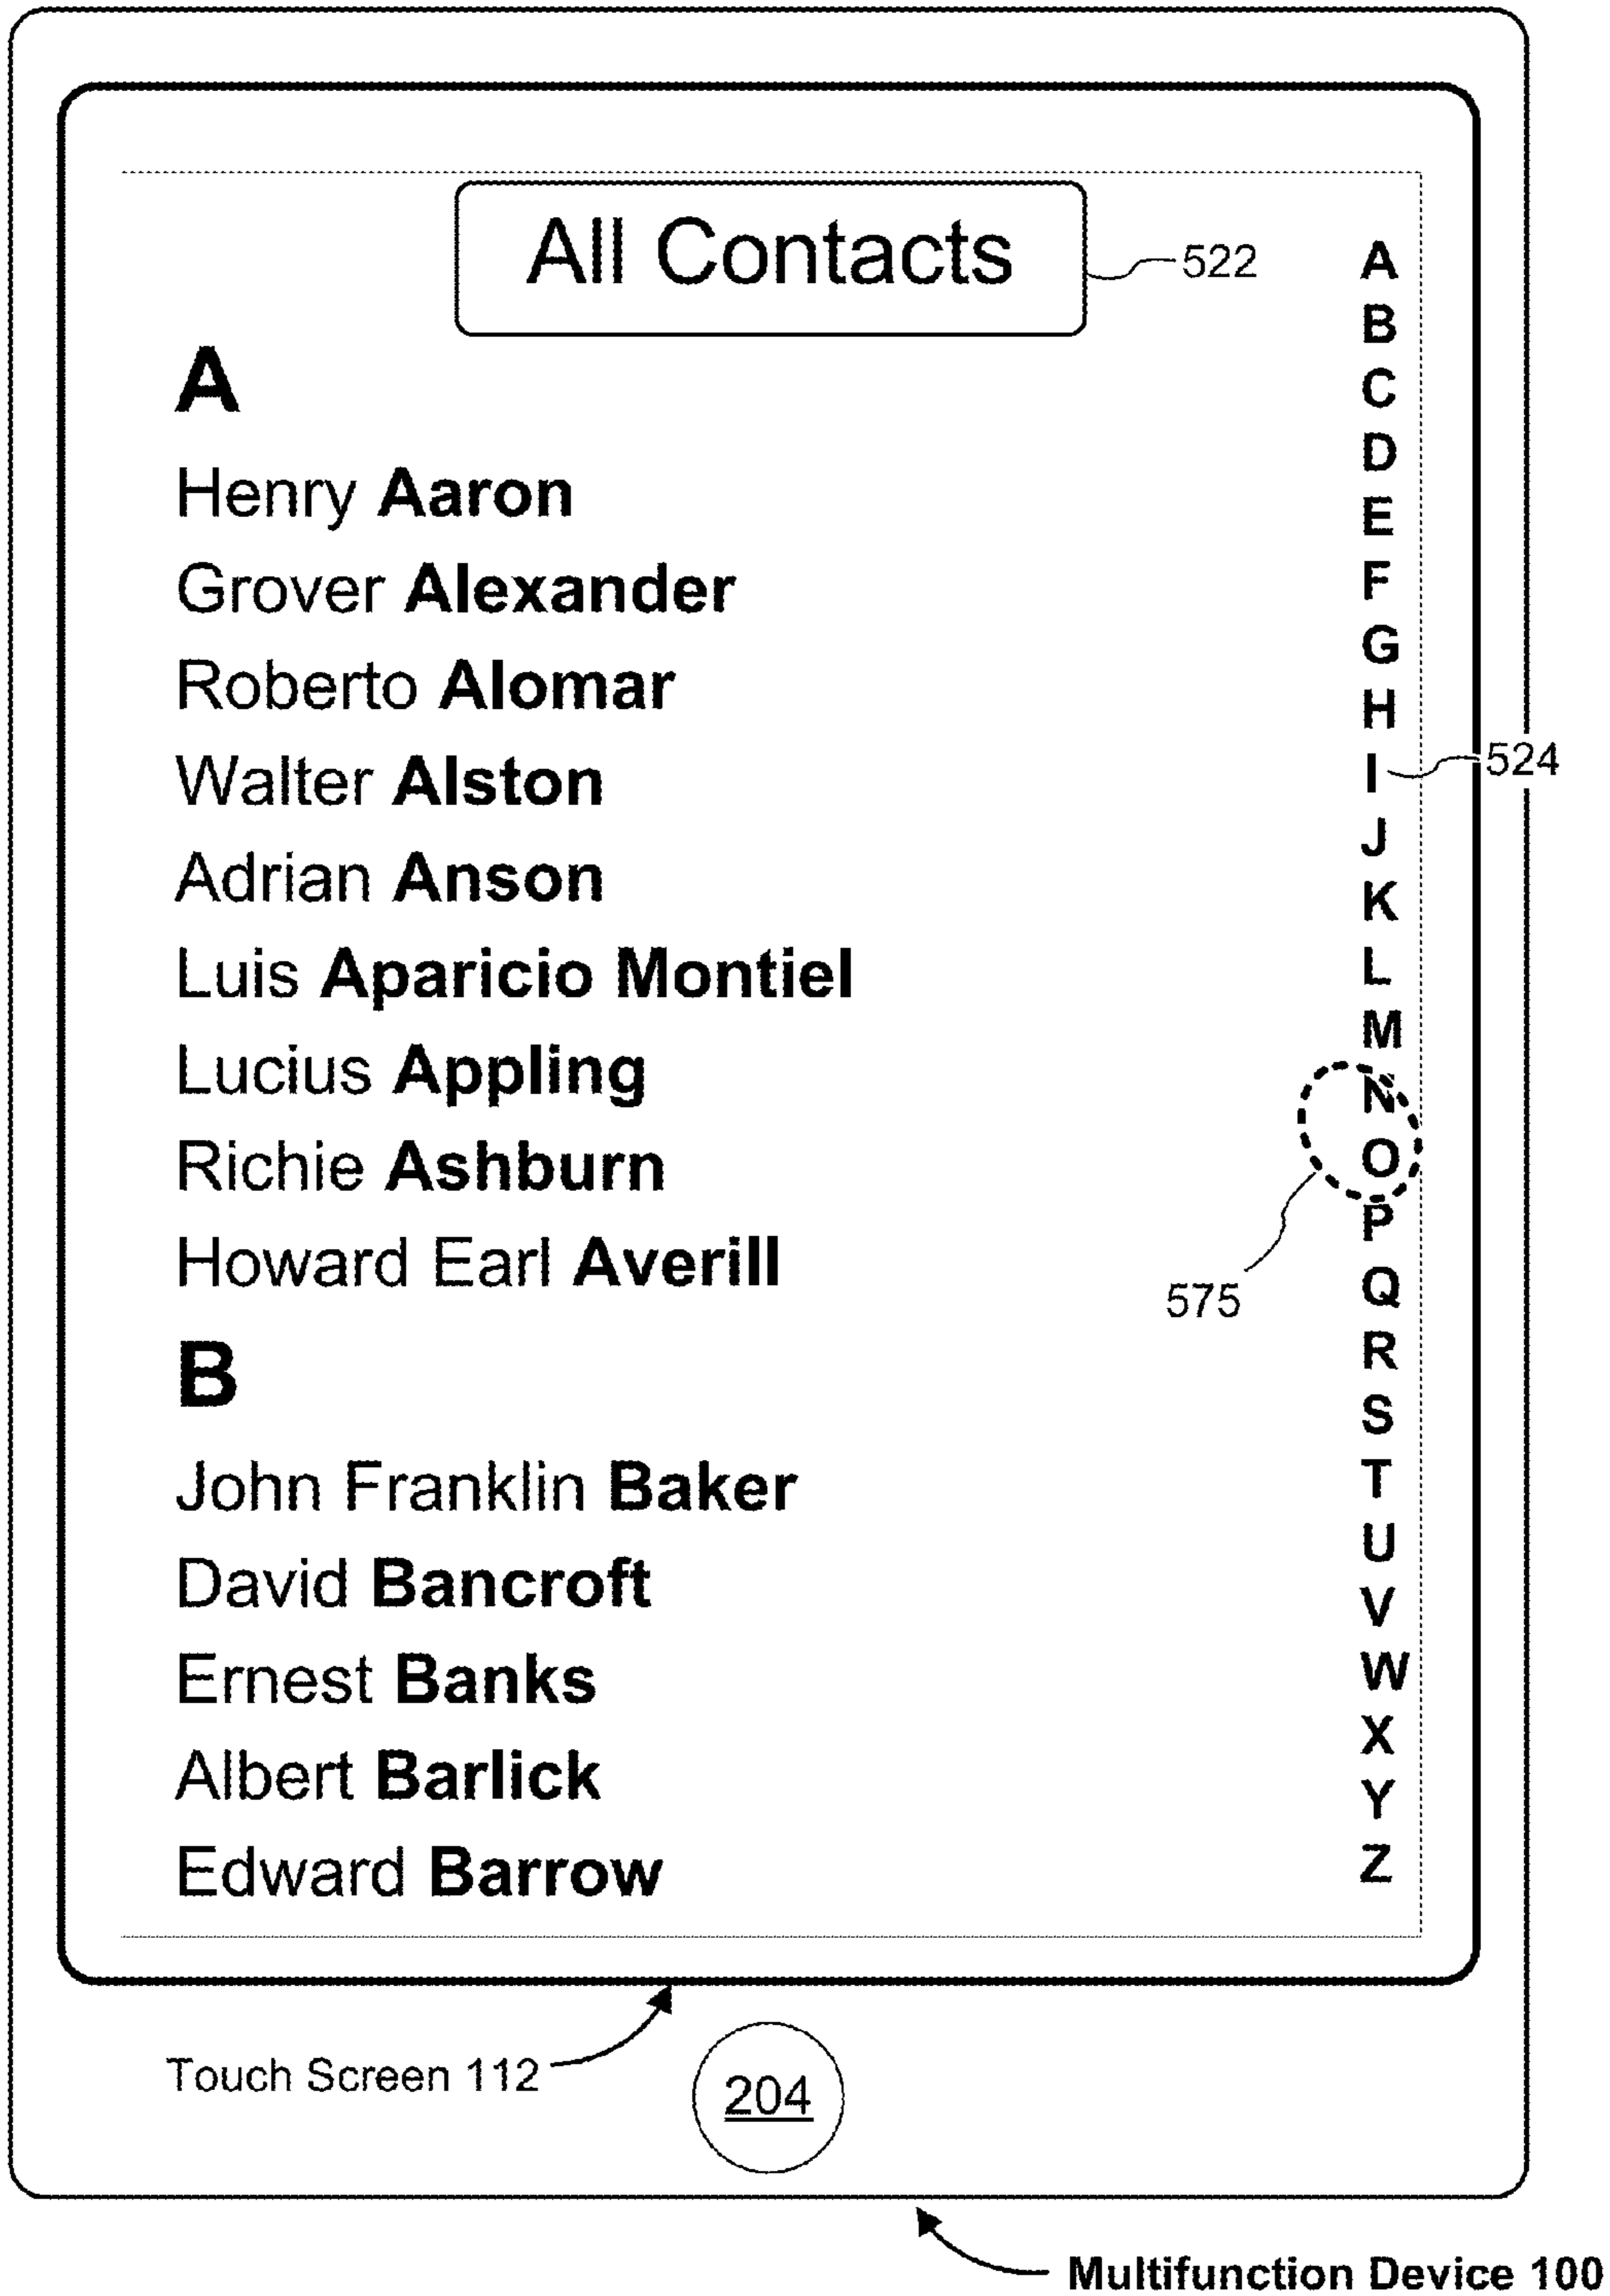 All Contacts
522
A
Henry Aaron
Grover Alexander
Roberto Alomar
Walter Alston
Adrian Anson
Luis Aparicio Montiel
Lucius Appling
Richie Ashburn
Howard Earl Averill
B
John Franklin Baker
David Bancroft
Ernest Banks
Albert Barlick
Edward Barrow
A
B
C
D
E
F
G
H
I
524
J
K
L
M
N
O
P
575
Q
R
S
T
U
V
W
X
Y
Z
Touch Screen 112
204
Multifunction Device 100